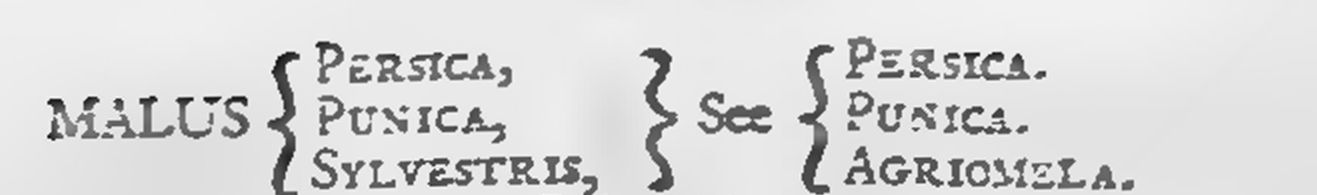 PERSICA, PERSICA.
MALUS { PUNICA, } See { PUNICA.
SYLVESTRIS, AGRIOMELA.